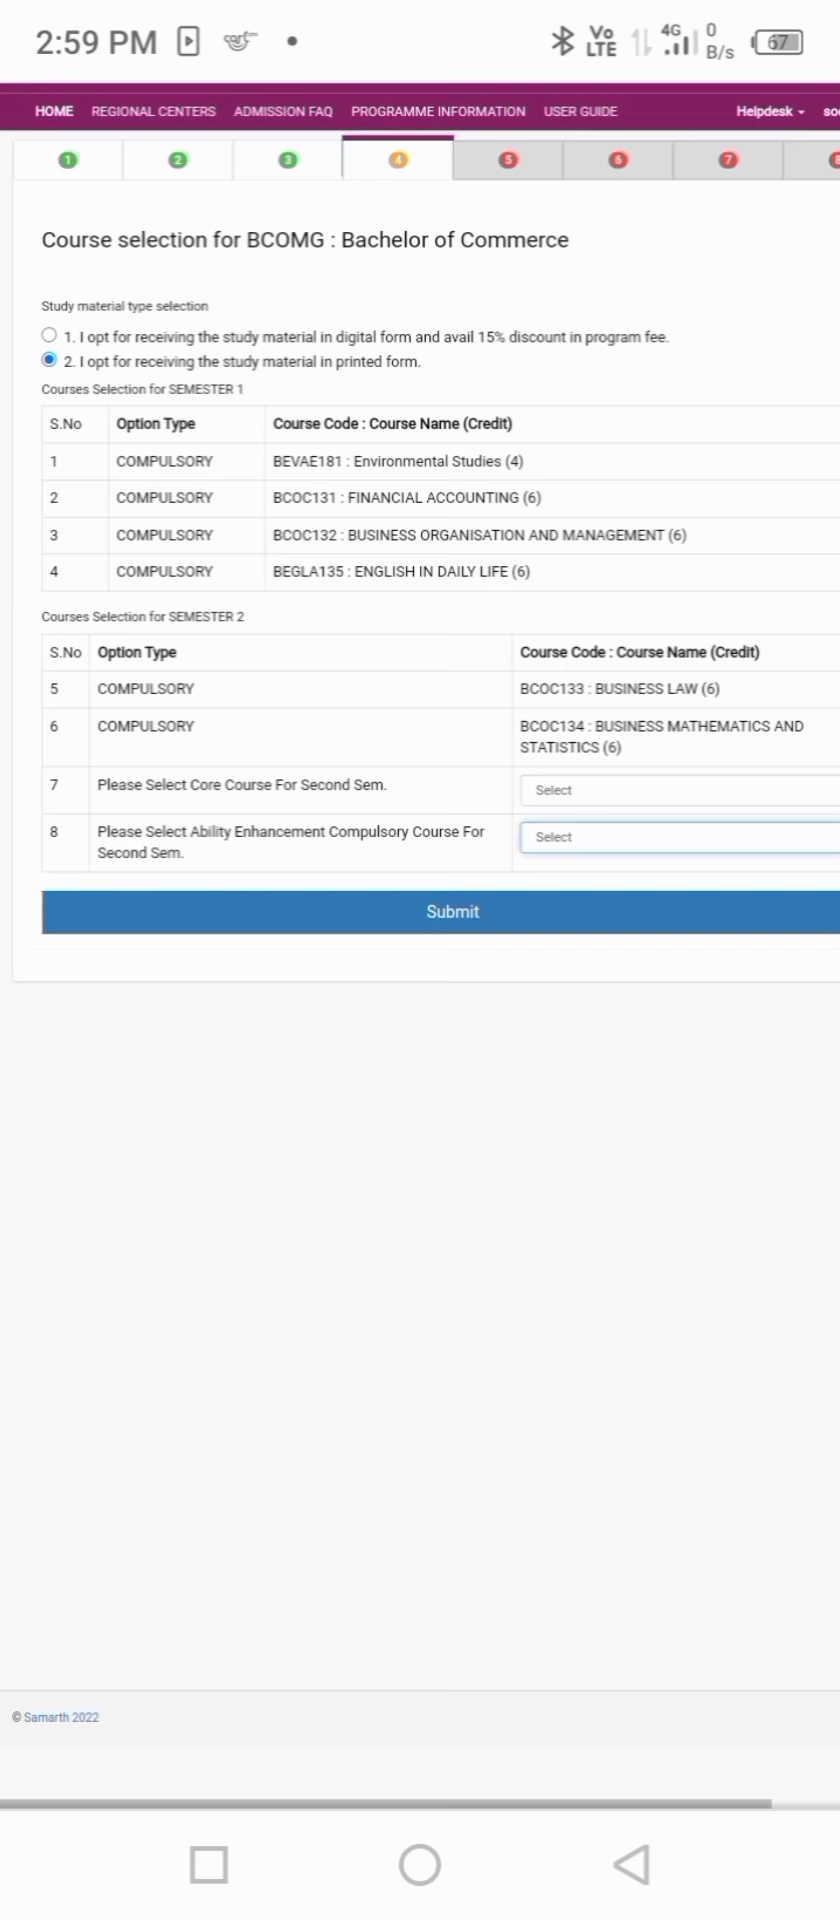 2:59 PM
Vo LTE 4G 0 B/s 67
HOME REGIONAL CENTERS ADMISSION FAQ PROGRAMME INFORMATION USER GUIDE Helpdesk
1 2 3 4 5 6 7 8
Course selection for BCOMG : Bachelor of Commerce
Study material type selection
1. I opt for receiving the study material in digital form and avail 15% discount in program fee.
2. I opt for receiving the study material in printed form.
Courses Selection for SEMESTER 1
S.No Option Type Course Code : Course Name (Credit)
1 COMPULSORY BEVAE181 : Environmental Studies (4)
2 COMPULSORY BCOC131 : FINANCIAL ACCOUNTING (6)
3 COMPULSORY BCOC132 : BUSINESS ORGANISATION AND MANAGEMENT (6)
4 COMPULSORY BEGLA135 : ENGLISH IN DAILY LIFE (6)
Courses Selection for SEMESTER 2
S.No Option Type Course Code : Course Name (Credit)
5 COMPULSORY BCOC133 : BUSINESS LAW (6)
6 COMPULSORY BCOC134 : BUSINESS MATHEMATICS AND
STATISTICS (6)
7 Please Select Core Course For Second Sem. Select
8 Please Select Ability Enhancement Compulsory Course For
Second Sem. Select
Submit
© Samarth 2022